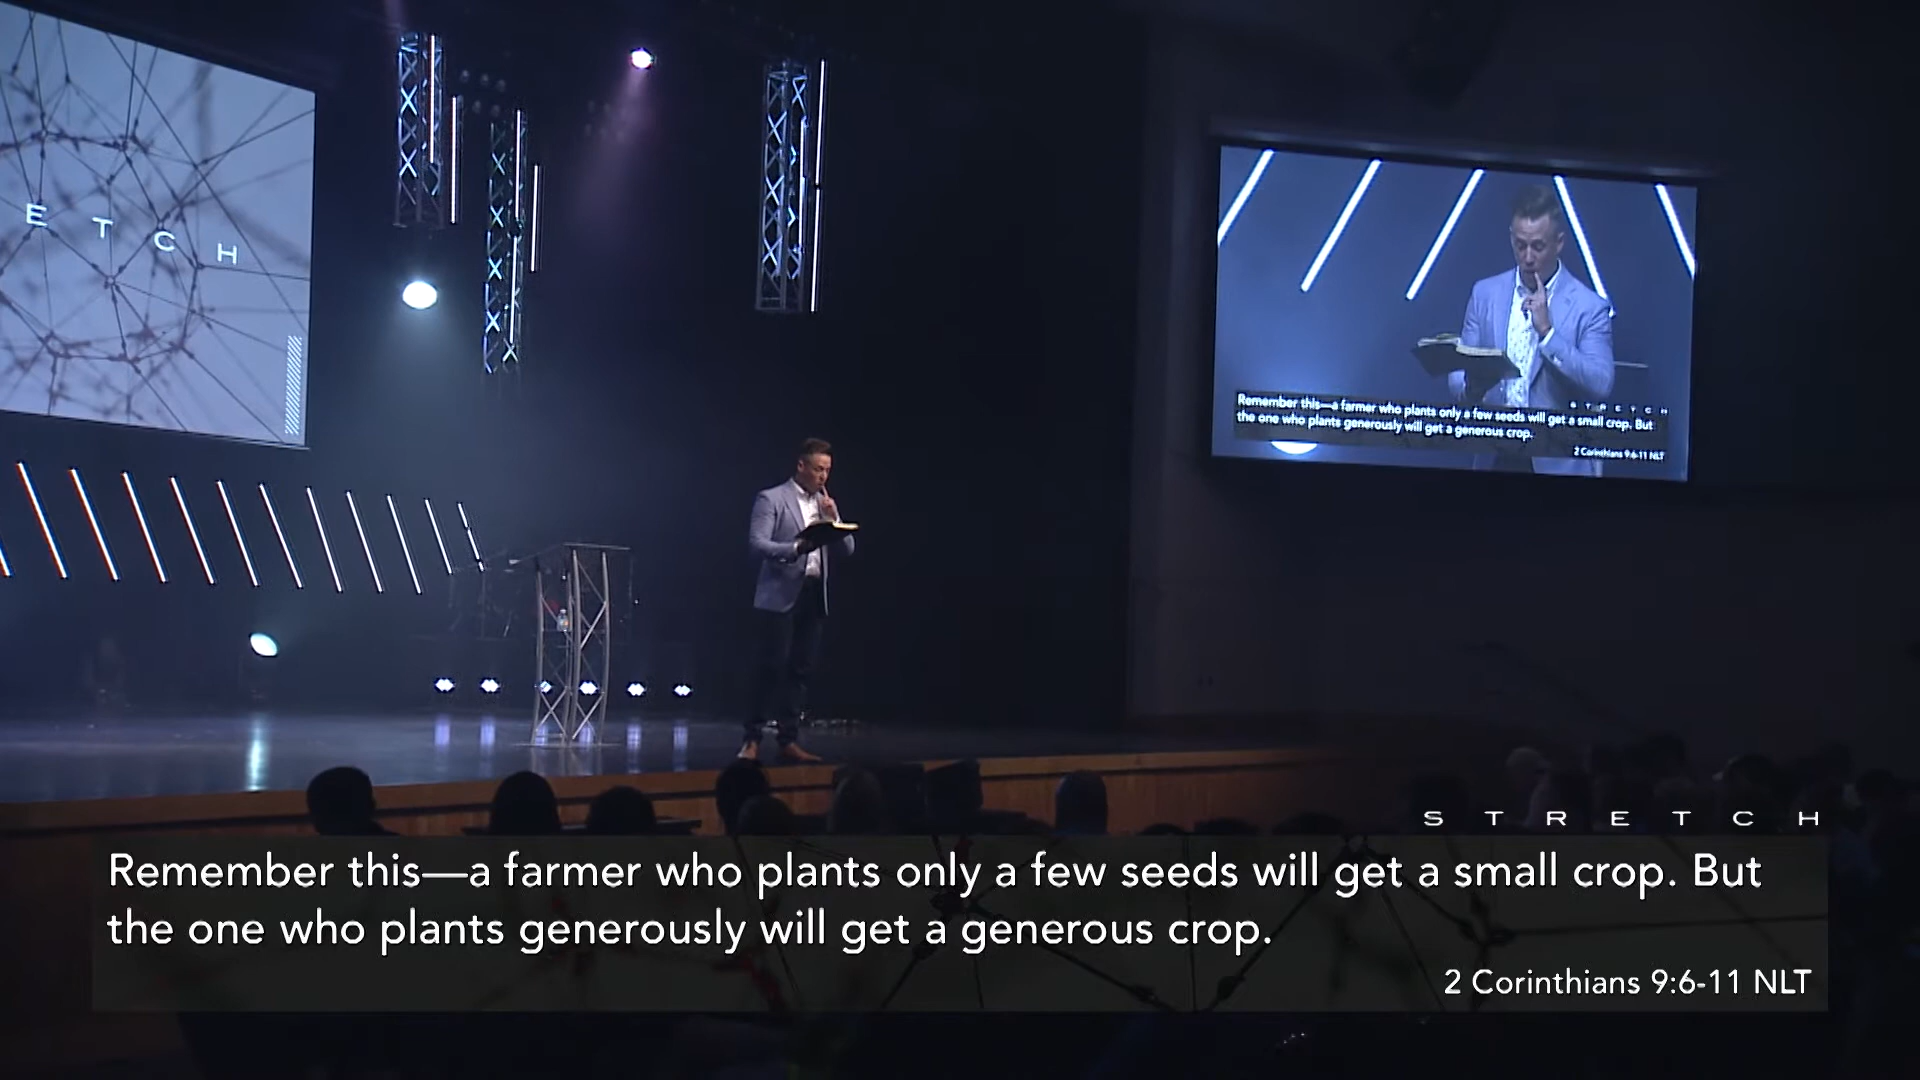 E T C H
Remember this—a farmer who plants only a few seeds will get a small crop. But
the one who plants generously will get a generous crop.
2 Corinthians 9:6-11 NLT
S T R E T C H
S T R E T C H
Remember this—a farmer who plants only a few seeds will get a small crop. But
the one who plants generously will get a generous crop.
2 Corinthians 9:6-11 NLT